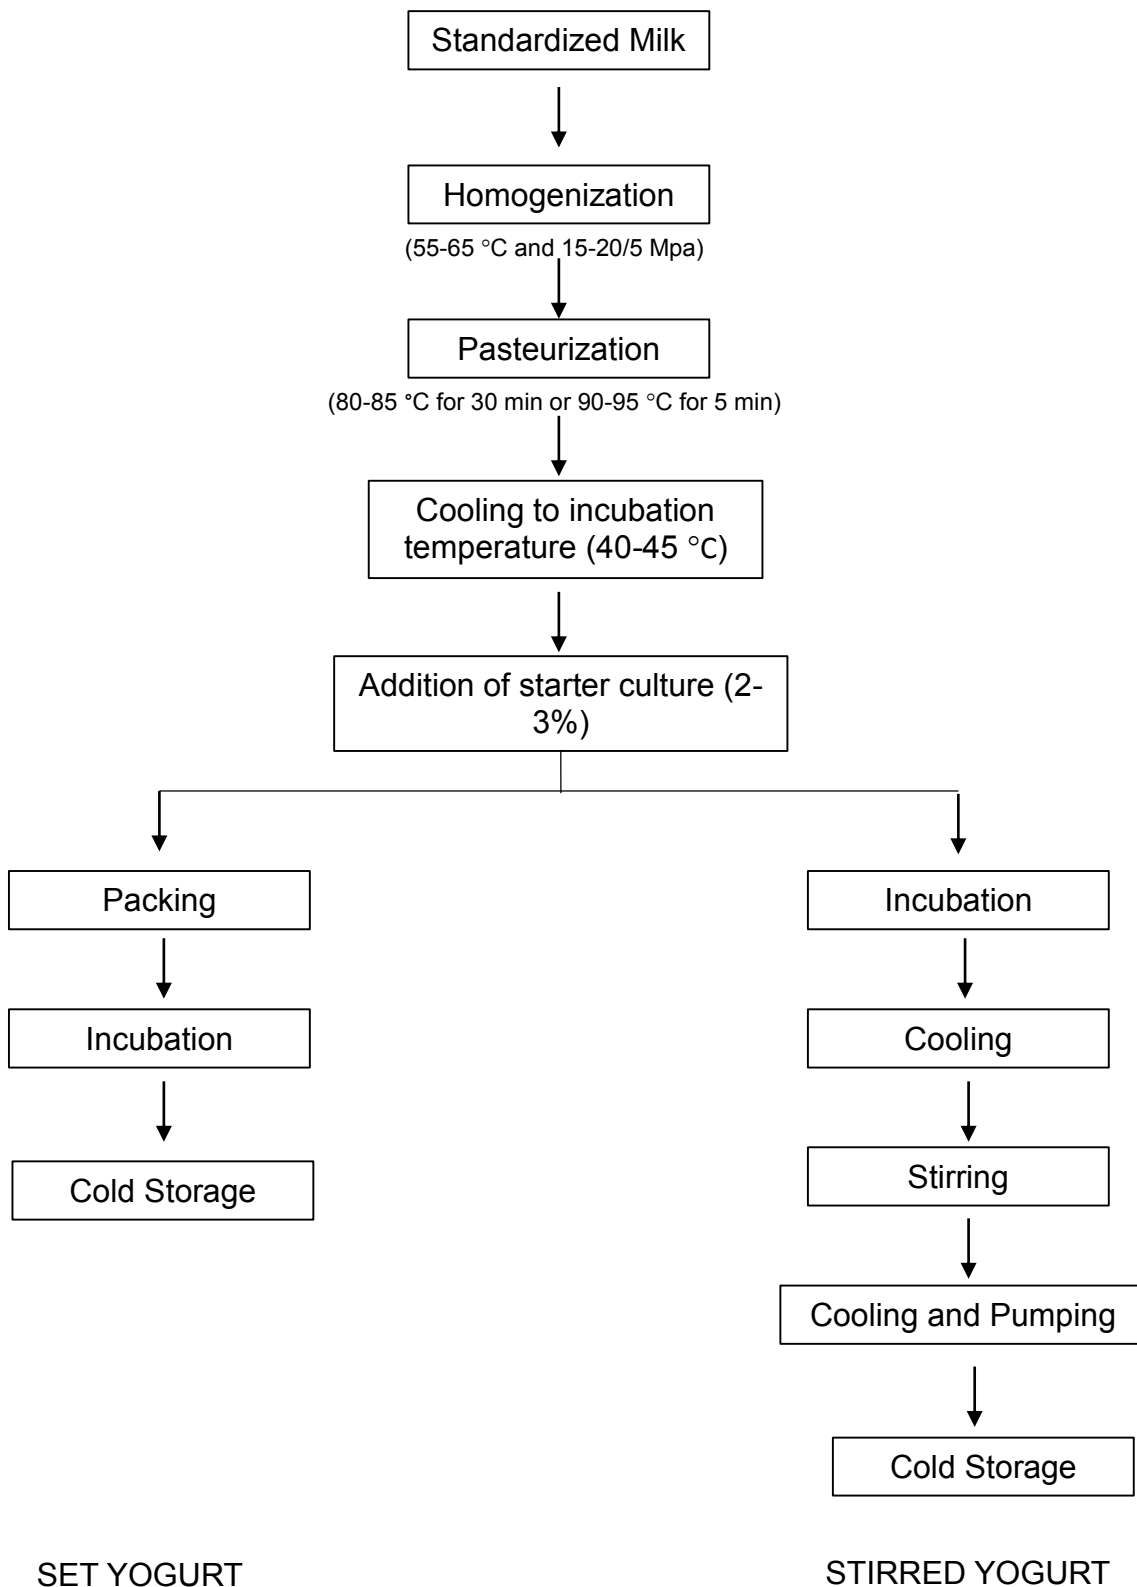 Standardized Milk
Homogenization
(55-65 °C and 15-20/5 Mpa)
Pasteurization
(80-85 °C for 30 min or 90-95 °C for 5 min)
Cooling to incubation
temperature (40-45 °C)
Addition of starter culture (2-
3%)
Packing
Incubation
Cold Storage
Incubation
Cooling
Stirring
Cooling and Pumping
Cold Storage
SET YOGURT
STIRRED YOGURT